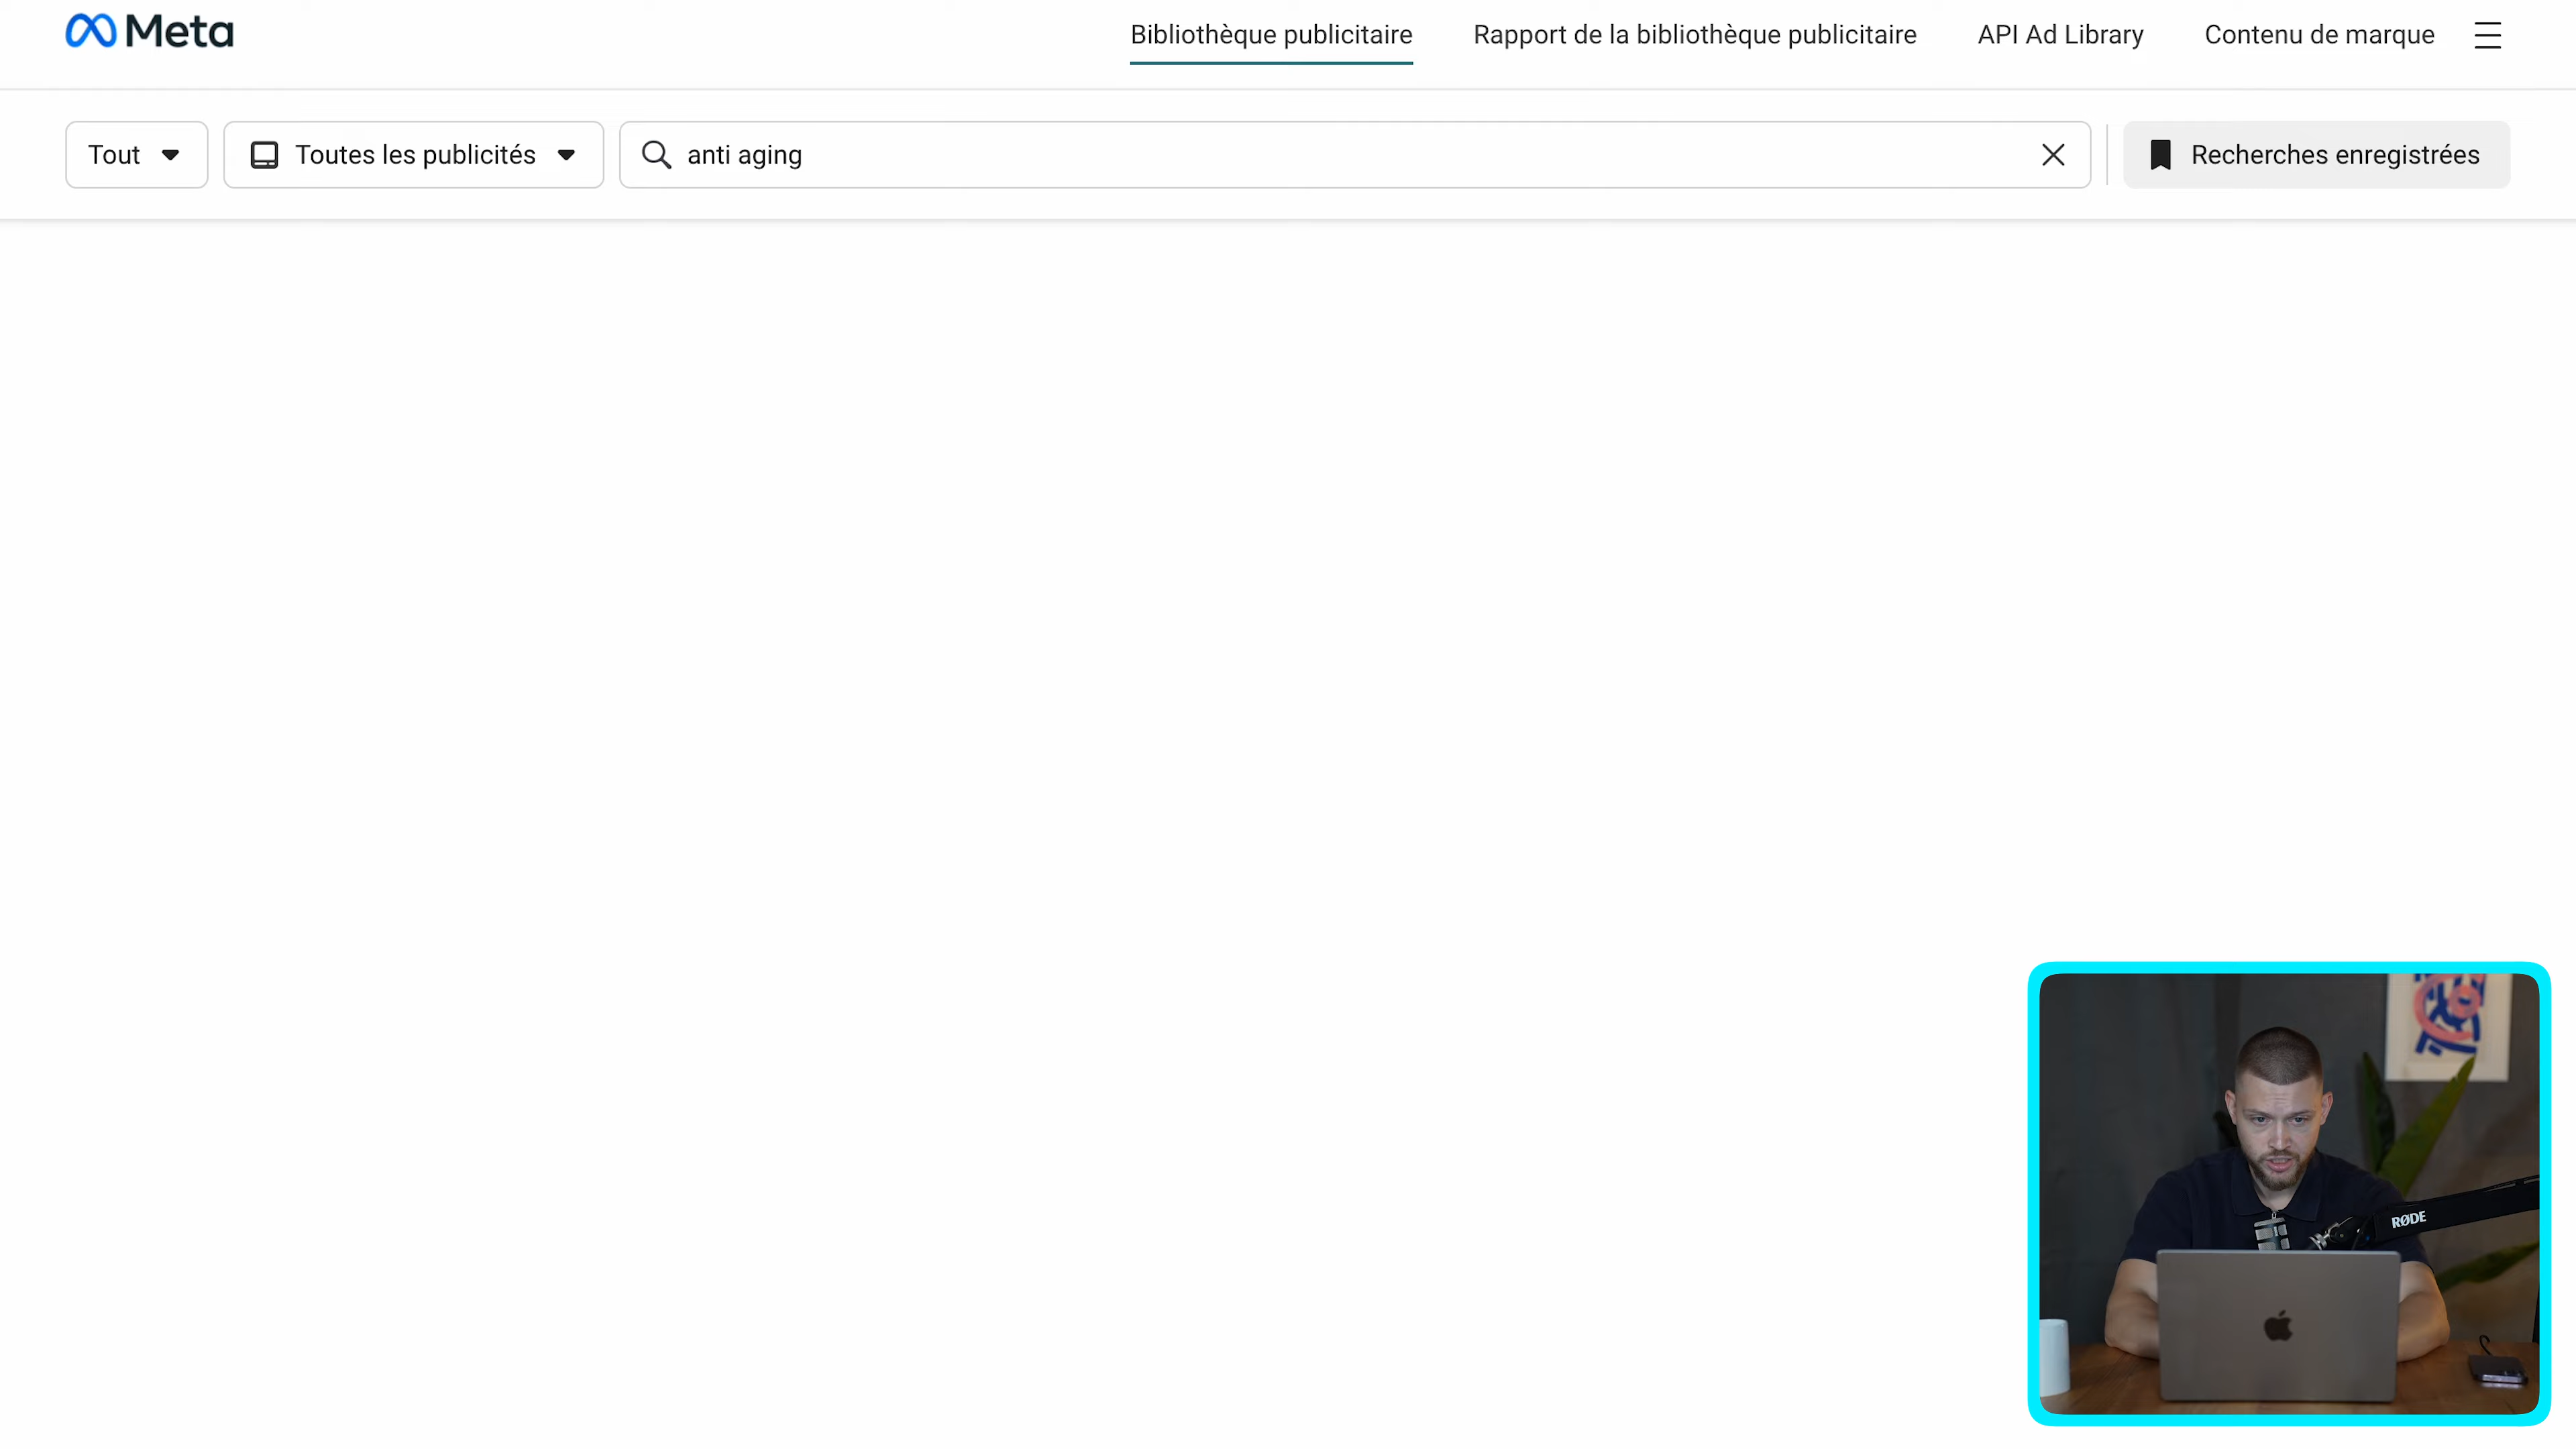 Meta
Bibliothèque publicitaire
Rapport de la bibliothèque publicitaire
API Ad Library
Contenu de marque
Tout
Toutes les publicités
anti aging
Recherches enregistrées
RØDE